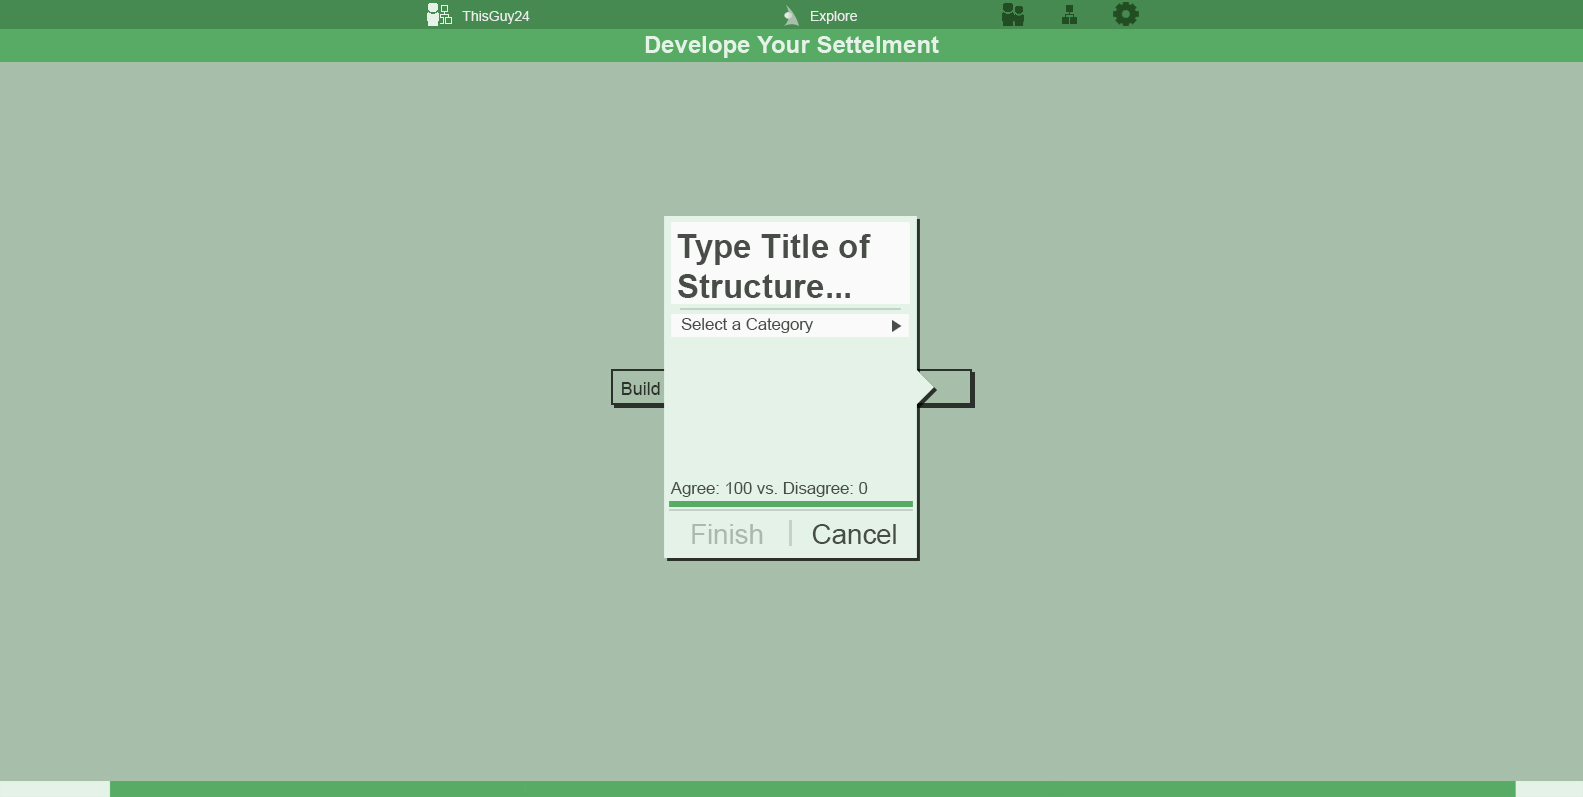 ThisGuy24
Explore
Develope Your Settelment
Type Title of
Structure...
Select a Category
Build
Agree: 100 vs. Disagree: 0
Finish
Cancel